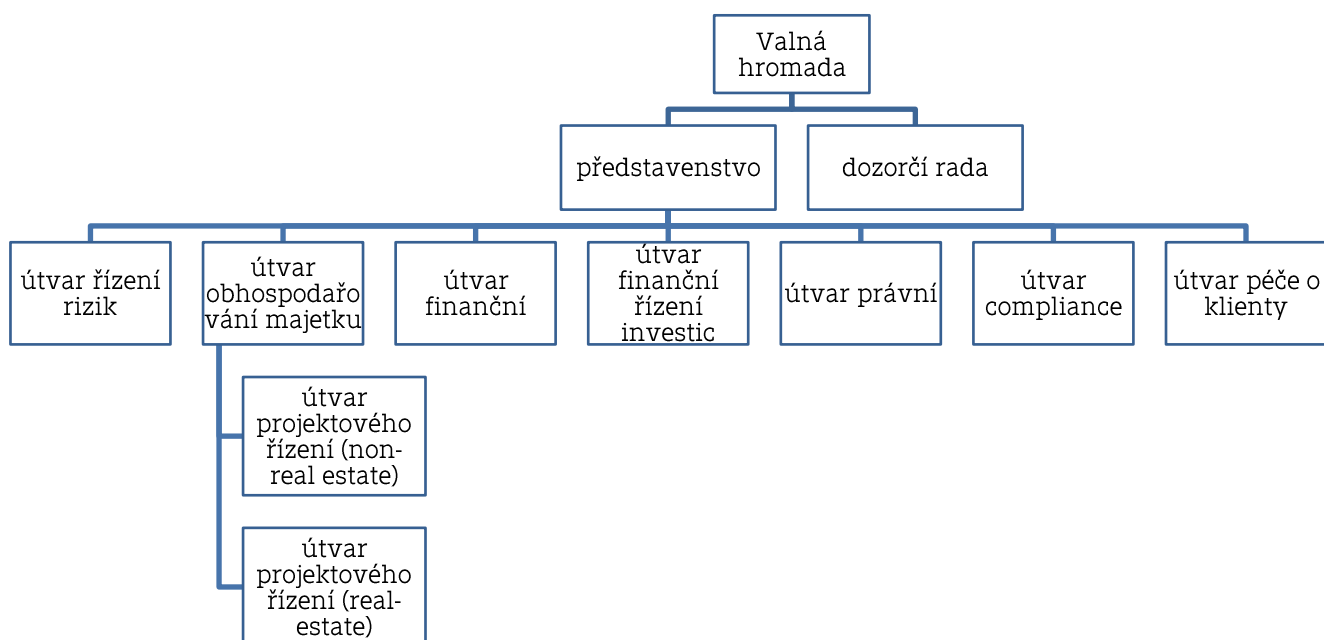 Valná
hromada
představenstvo
dozorčí rada
útvar řízení
rizik
útvar
obhospodařo
vání majetku
útvar
finanční
útvar
finanční
řízení
investic
útvar právní
útvar
compliance
útvar péče o
klienty
útvar
projektového
řízení (non-
real estate)
útvar
projektového
řízení (real-
estate)